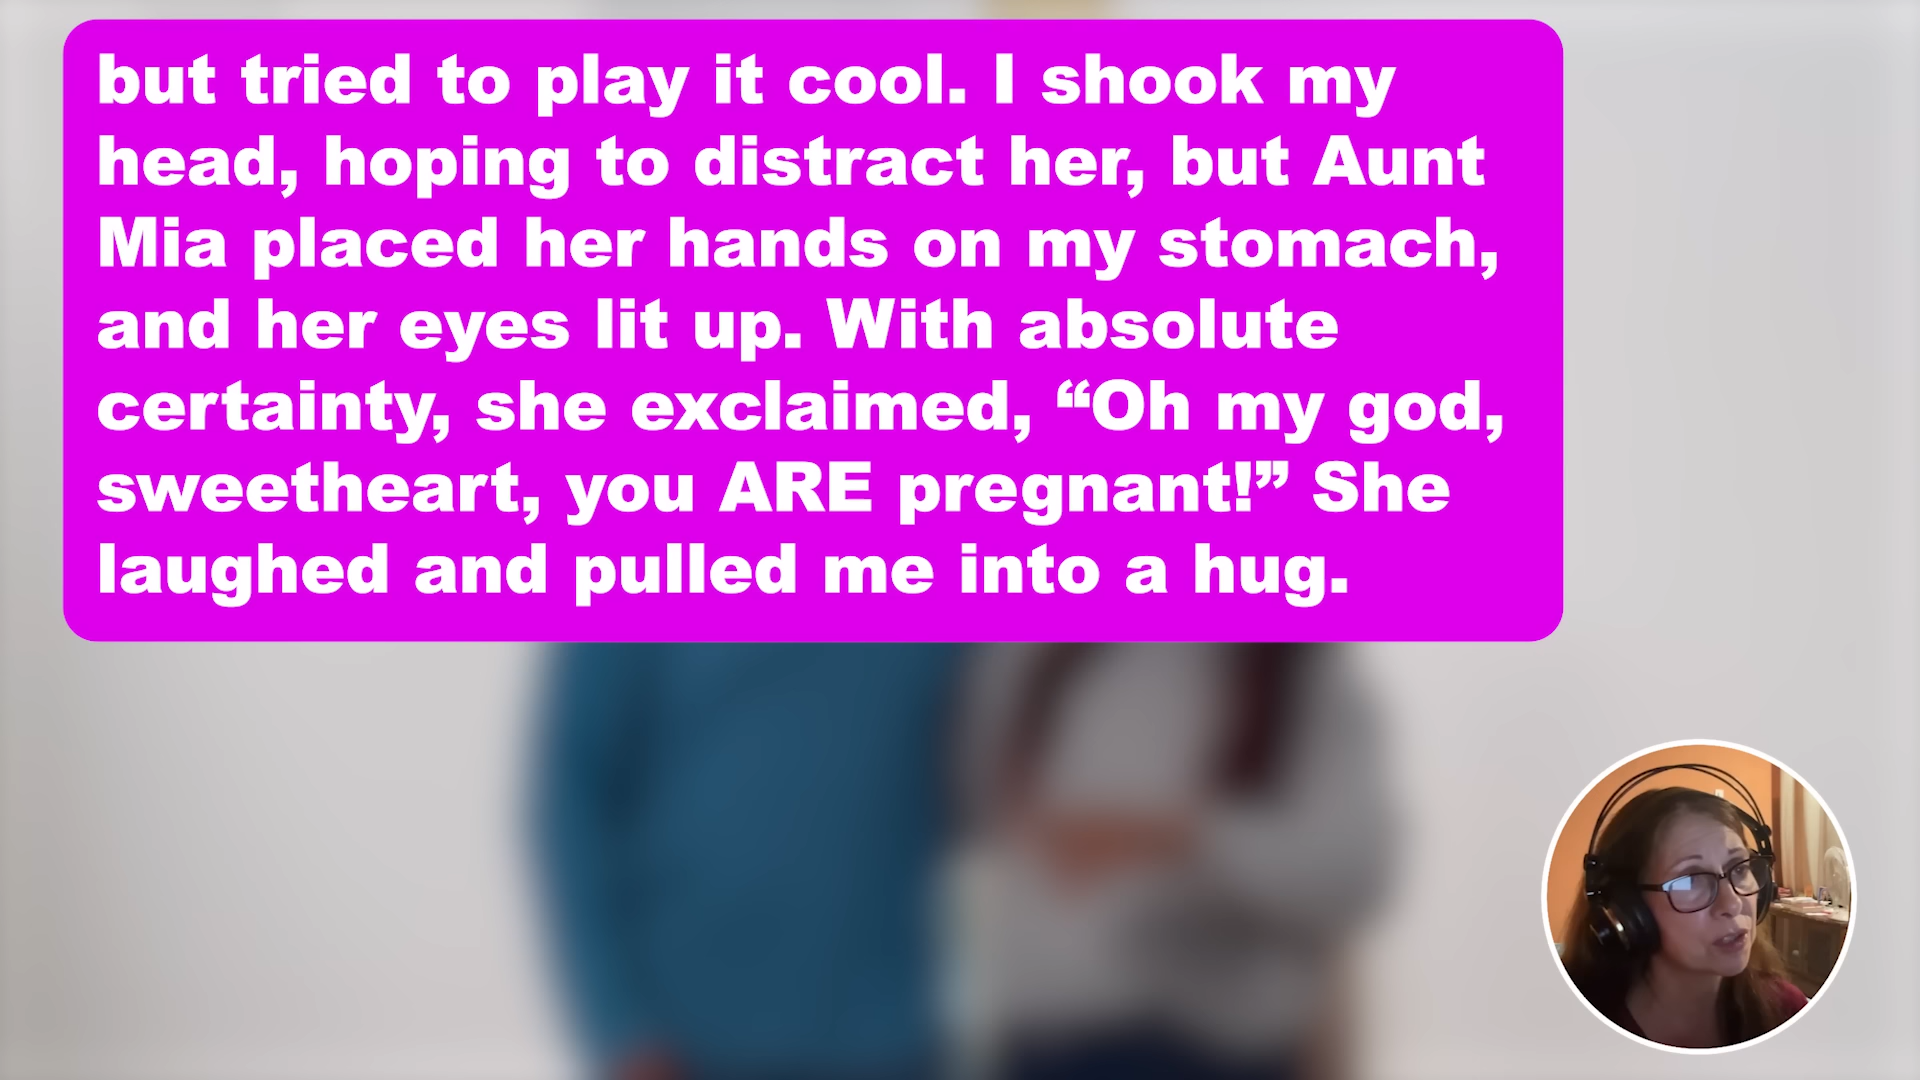 but tried to play it cool. I shook my
head, hoping to distract her, but Aunt
Mia placed her hands on my stomach,
and her eyes lit up. With absolute
certainty, she exclaimed, “Oh my god,
sweetheart, you ARE pregnant!” She
laughed and pulled me into a hug.